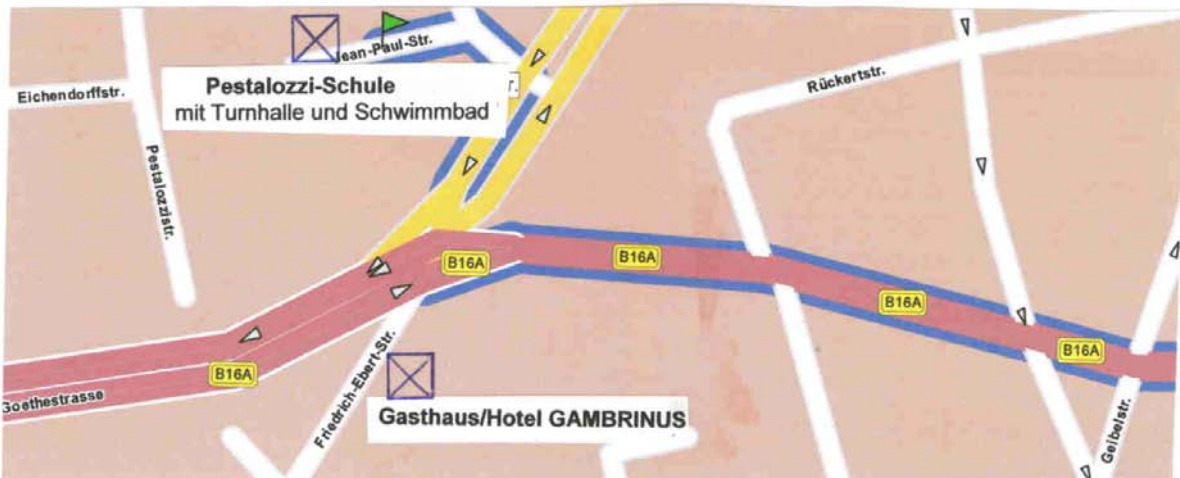 Jean-Paul-Str.
Pestalozzi-Schule
mit Turnhalle und Schwimmbad
Eichendorffstr.
Rückertstr.
Pestalozzistr.
B16A
B16A
B16A
B16A
B16A
Goethestrasse
Friedrich-Ebert-Str.
Gasthaus/Hotel GAMBRINUS
Geibelstr.